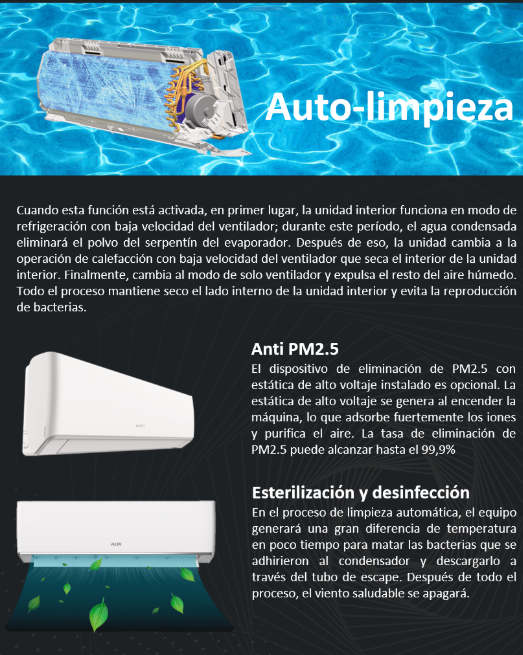 Auto-limpieza
Cuando esta función está activada, en primer lugar, la unidad interior funciona en modo de
refrigeración con baja velocidad del ventilador; durante este período, el agua condensada
eliminará el polvo del serpentín del evaporador. Después de eso, la unidad cambia a la
operación de calefacción con baja velocidad del ventilador que seca el interior de la unidad
interior. Finalmente, cambia al modo de solo ventilador y expulsa el resto del aire húmedo.
Todo el proceso mantiene seco el lado interno de la unidad interior y evita la reproducción
de bacterias.
Anti PM2.5
El dispositivo de eliminación de PM2.5 con
estática de alto voltaje instalado es opcional. La
estática de alto voltaje se genera al encender la
máquina, lo que adsorbe fuertemente los iones
y purifica el aire. La tasa de eliminación de
PM2.5 puede alcanzar hasta el 99,9%
Esterilización y desinfección
En el proceso de limpieza automática, el equipo
generará una gran diferencia de temperatura
en poco tiempo para matar las bacterias que se
adhirieron al condensador y descargarlo a
través del tubo de escape. Después de todo el
proceso, el viento saludable se apagará.
AUX